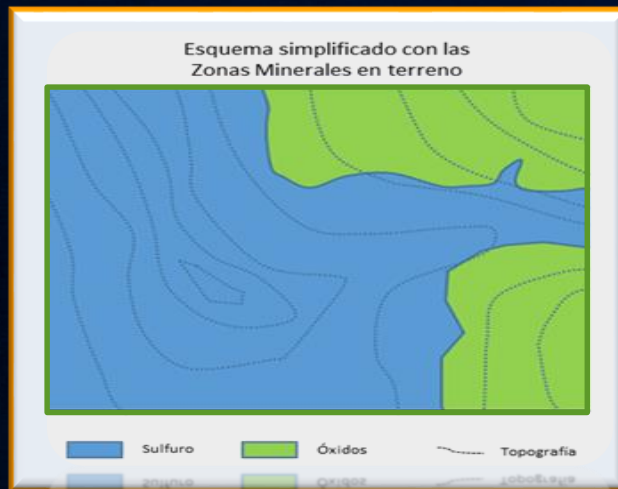 Esquema simplificado con las
Zonas Minerales en terreno
Sulfuro
Óxidos
Topografía